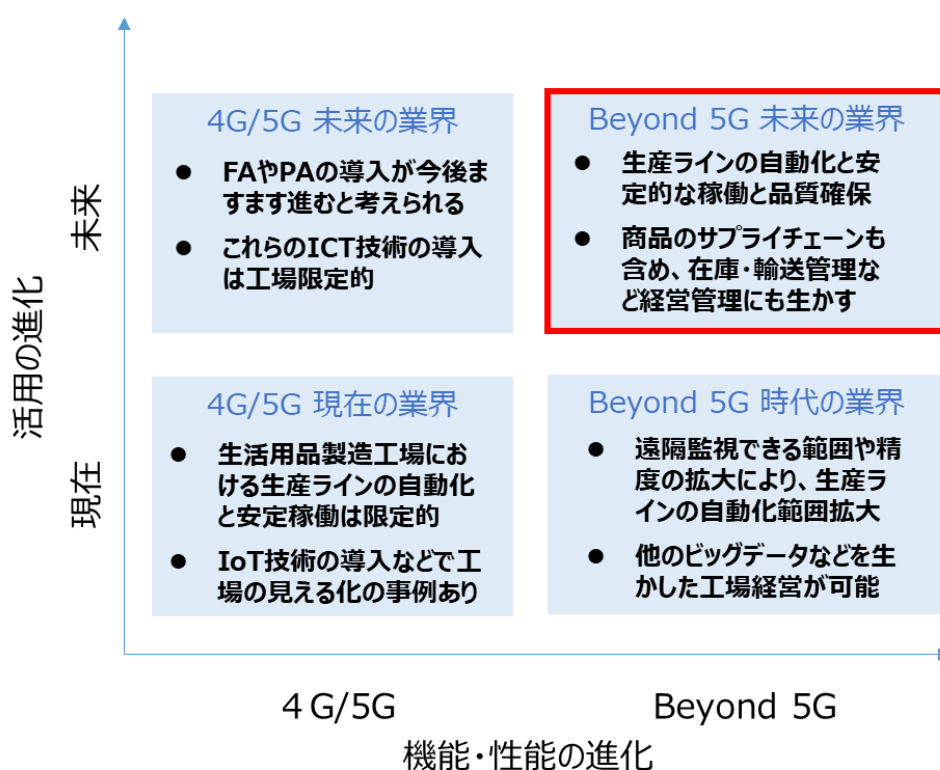 4G/5G 未来の業界
● FAやPAの導入が今後ま
すます進むと考えられる
● これらのICT技術の導入
は工場限定的
Beyond 5G 未来の業界
● 生産ラインの自動化と安
定的な稼働と品質確保
● 商品のサプライチェーンも
含め、在庫・輸送管理な
ど経営管理にも生かす
未来
活用の進化
現在
4G/5G 現在の業界
● 生活用品製造工場にお
ける生産ラインの自動化
と安定稼働は限定的
● IoT技術の導入などで工
場の見える化の事例あり
Beyond 5G 時代の業界
● 遠隔監視できる範囲や精
度の拡大により、生産ラ
インの自動化範囲拡大
● 他のビッグデータなどを生
かした工場経営が可能
４G/5G
Beyond 5G
機能・性能の進化